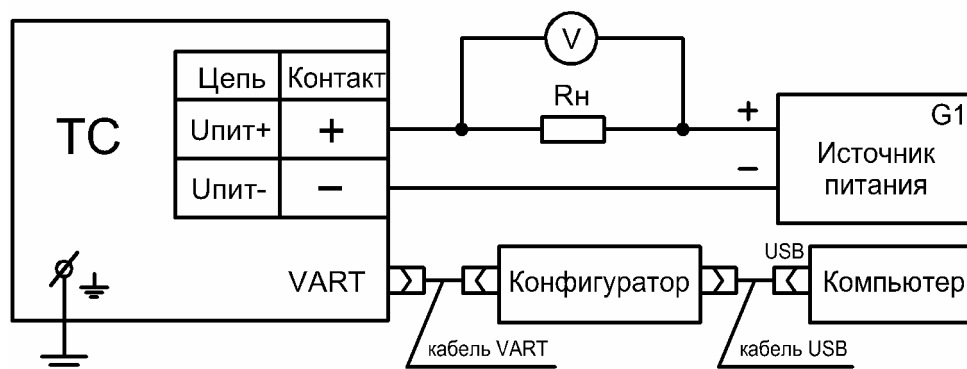 V
Цепь Контакт
Rн
+ G1
ТС
Uпит+ +
Источник
питания
Uпит- −
−
USB
VART
Конфигуратор
Компьютер
кабель VART
кабель USB